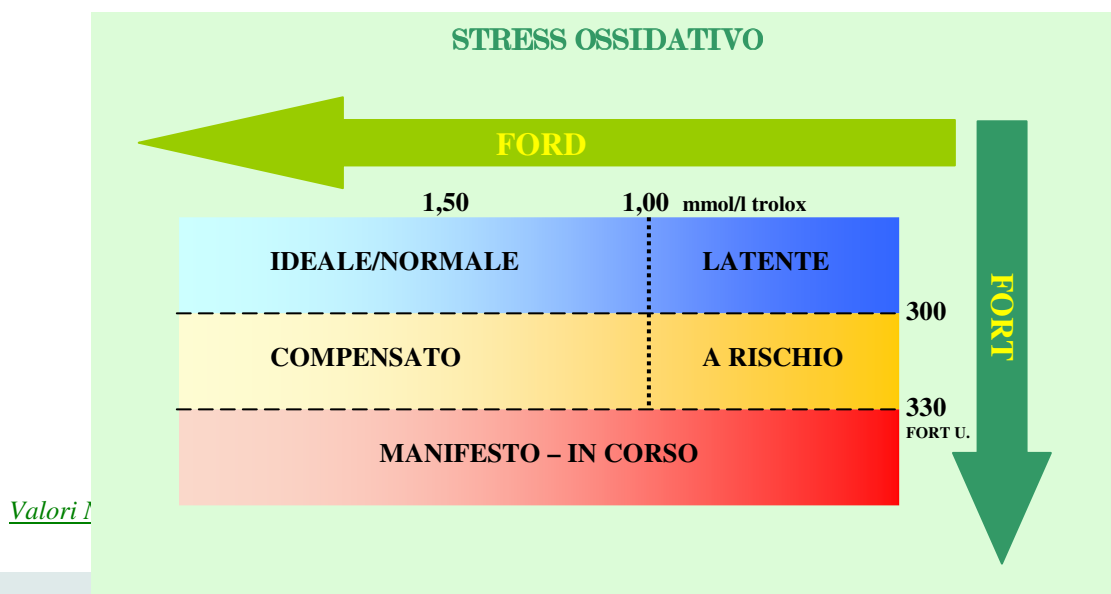 STRESS OSSIDATIVO
FORD
1,50 1,00 mmol/l trolox
IDEALE/NORMALE LATENTE
300
FORT
COMPENSATO A RISCHIO
330
FORT U.
MANIFESTO – IN CORSO
Valori